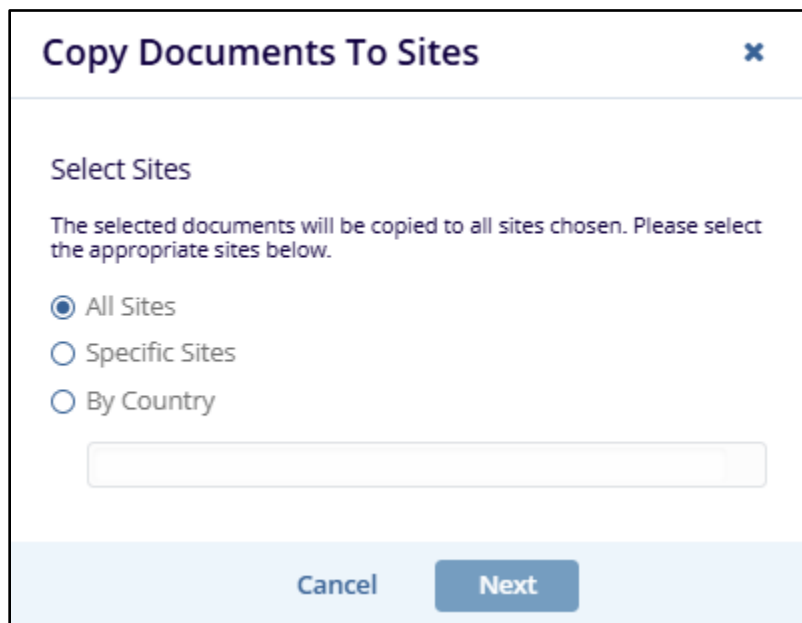 Copy Documents To Sites
Select Sites
The selected documents will be copied to all sites chosen. Please select
the appropriate sites below.
All Sites
Specific Sites
By Country
Cancel
Next